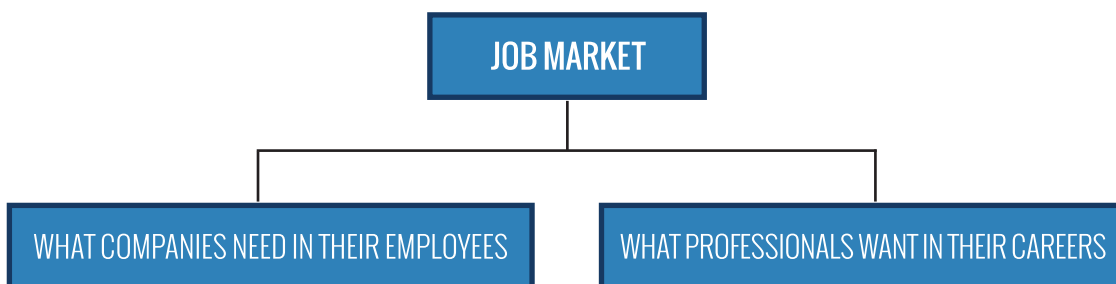 JOB MARKET
WHAT COMPANIES NEED IN THEIR EMPLOYEES
WHAT PROFESSIONALS WANT IN THEIR CAREERS